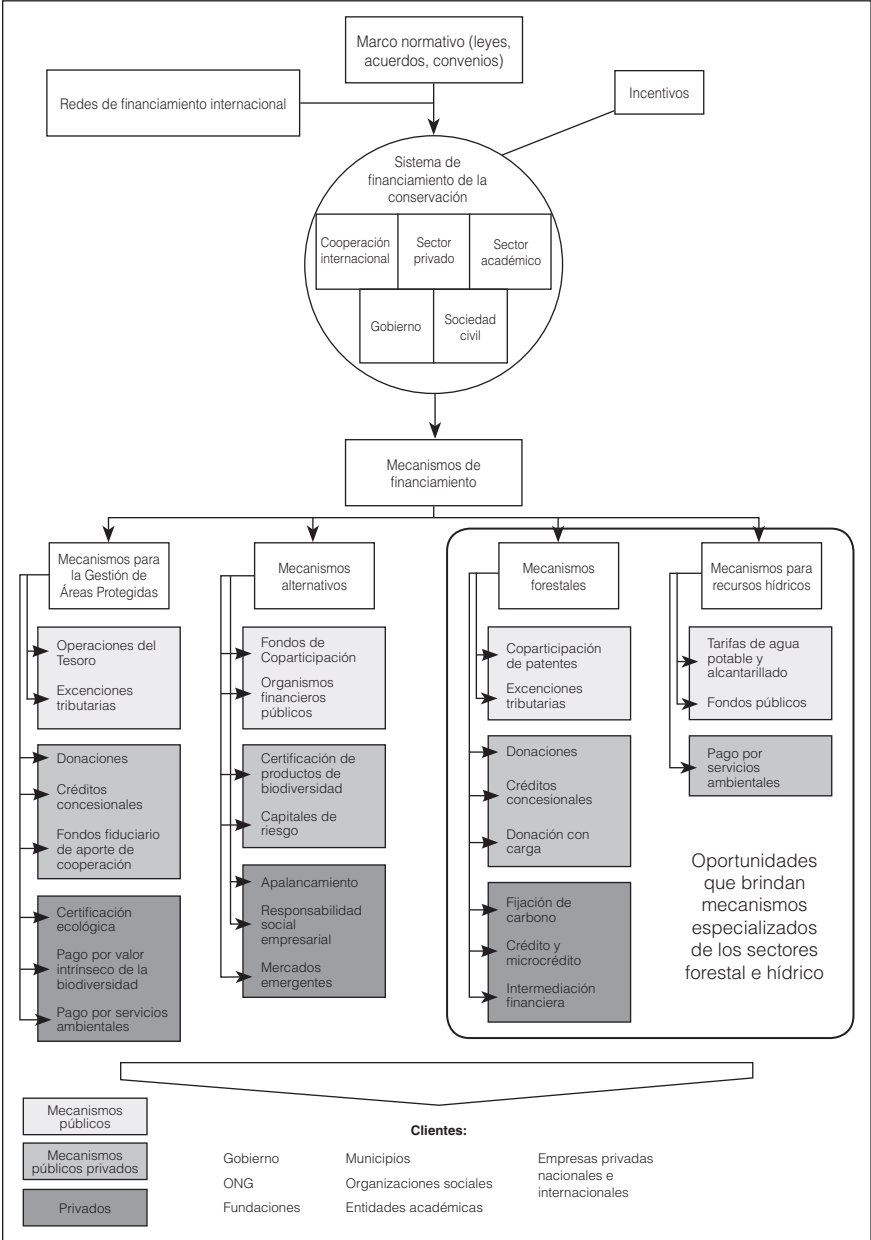 Marco normativo (leyes,
acuerdos, convenios)
Redes de financiamiento internacional
Incentivos
Sistema de
financiamiento de la
conservación
Cooperación
internacional
Sector
privado
Sector
académico
Gobierno
Sociedad
civil
Mecanismos de
financiamiento
Mecanismos para
la Gestión de
Áreas Protegidas
Operaciones del
Tesoro
Excenciones
tributarias
Donaciones
Créditos
concesionales
Fondos fiduciario
de aporte de
cooperación
Certificación
ecológica
Pago por valor
intrínseco de la
biodiversidad
Pago por servicios
ambientales
Mecanismos
alternativos
Fondos de
Coparticipación
Organismos
financieros
públicos
Certificación de
productos de
biodiversidad
Capitales de
riesgo
Apalancamiento
Responsabilidad
social
empresarial
Mercados
emergentes
Mecanismos
forestales
Coparticipación
de patentes
Excenciones
tributarias
Donaciones
Créditos
concesionales
Donación con
carga
Fijación de
carbono
Crédito y
microcrédito
Intermediación
financiera
Mecanismos para
recursos hídricos
Tarifas de agua
potable y
alcantarillado
Fondos públicos
Pago por
servicios
ambientales
Oportunidades
que brindan
mecanismos
especializados
de los sectores
forestal e hídrico
Mecanismos
públicos
Mecanismos
públicos privados
Privados
Clientes:
Gobierno
ONG
Fundaciones
Municipios
Organizaciones sociales
Entidades académicas
Empresas privadas
nacionales e
internacionales